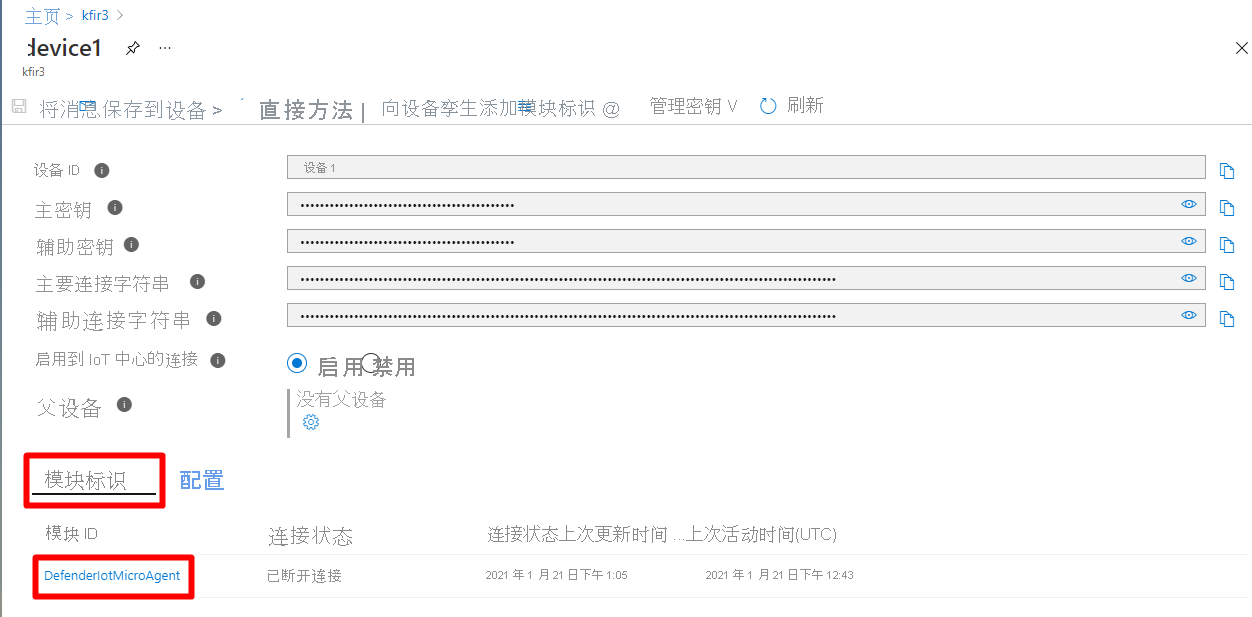 主页 > kfir3 >
device1 ...
kfir3
将消息保存到设备 > 直接方法 | 向设备孪生添加模块标识 @ 管理密钥 ∨ 刷新
设备 ID 设备 1
主密钥
辅助密钥
主要连接字符串
辅助连接字符串
启用到 IoT 中心的连接 启用 禁用
父设备 没有父设备
模块标识 配置
模块 ID 连接状态 连接状态上次更新时间 ...上次活动时间(UTC)
DefenderIotMicroAgent 已断开连接 2021 年 1 月 21 日下午 1:05 2021 年 1 月 21 日下午 12:43